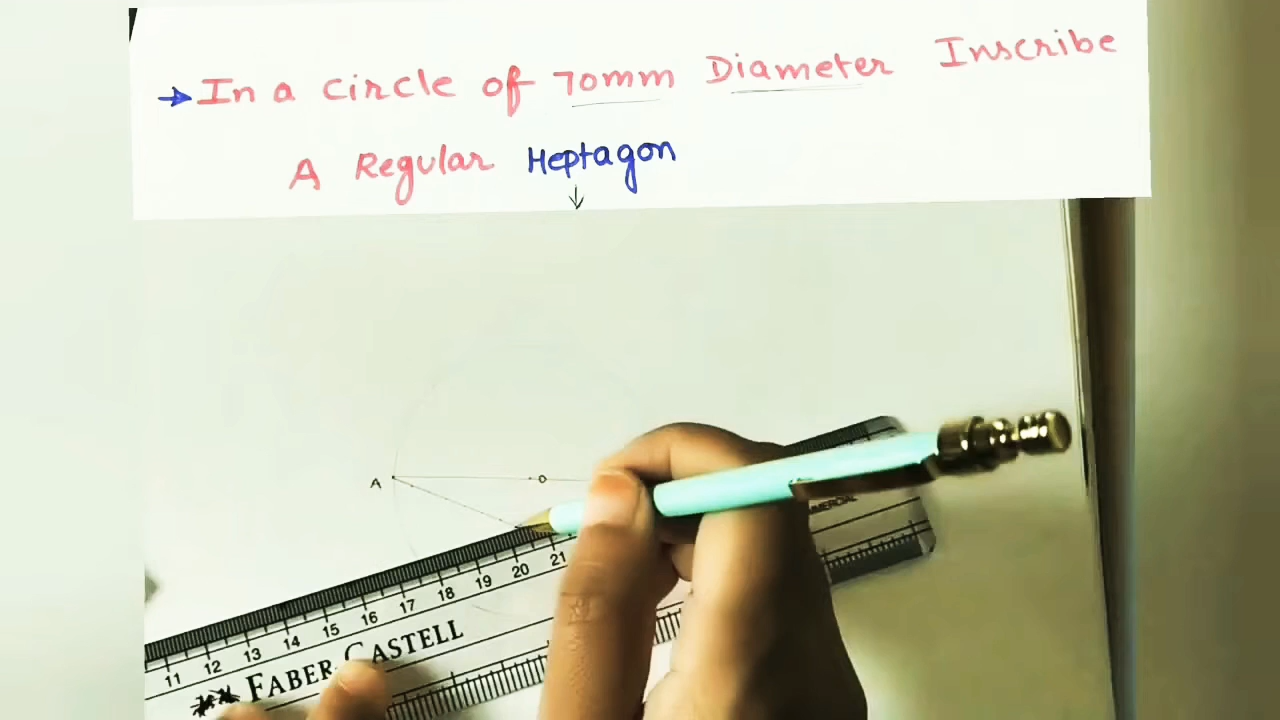 → In a circle of 70mm Diameter Inscribe
A Regular Heptagon
↓
A
O
11 12 13 14 15 16 17 18 19 20 21
FABER-CASTELL